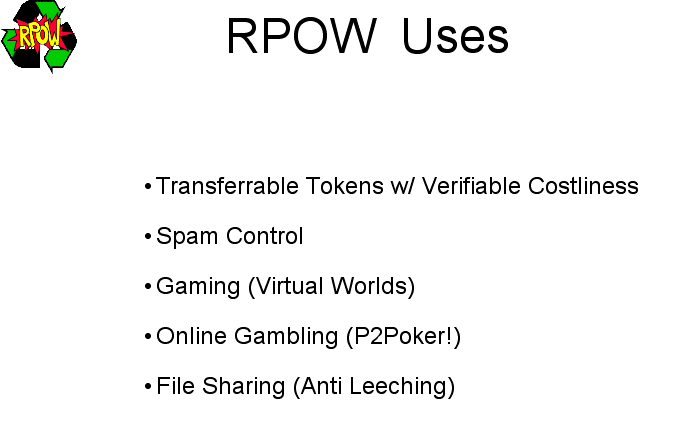 RPOW
RPOW Uses
• Transferrable Tokens w/ Verifiable Costliness
• Spam Control
• Gaming (Virtual Worlds)
• Online Gambling (P2Poker!)
• File Sharing (Anti Leeching)